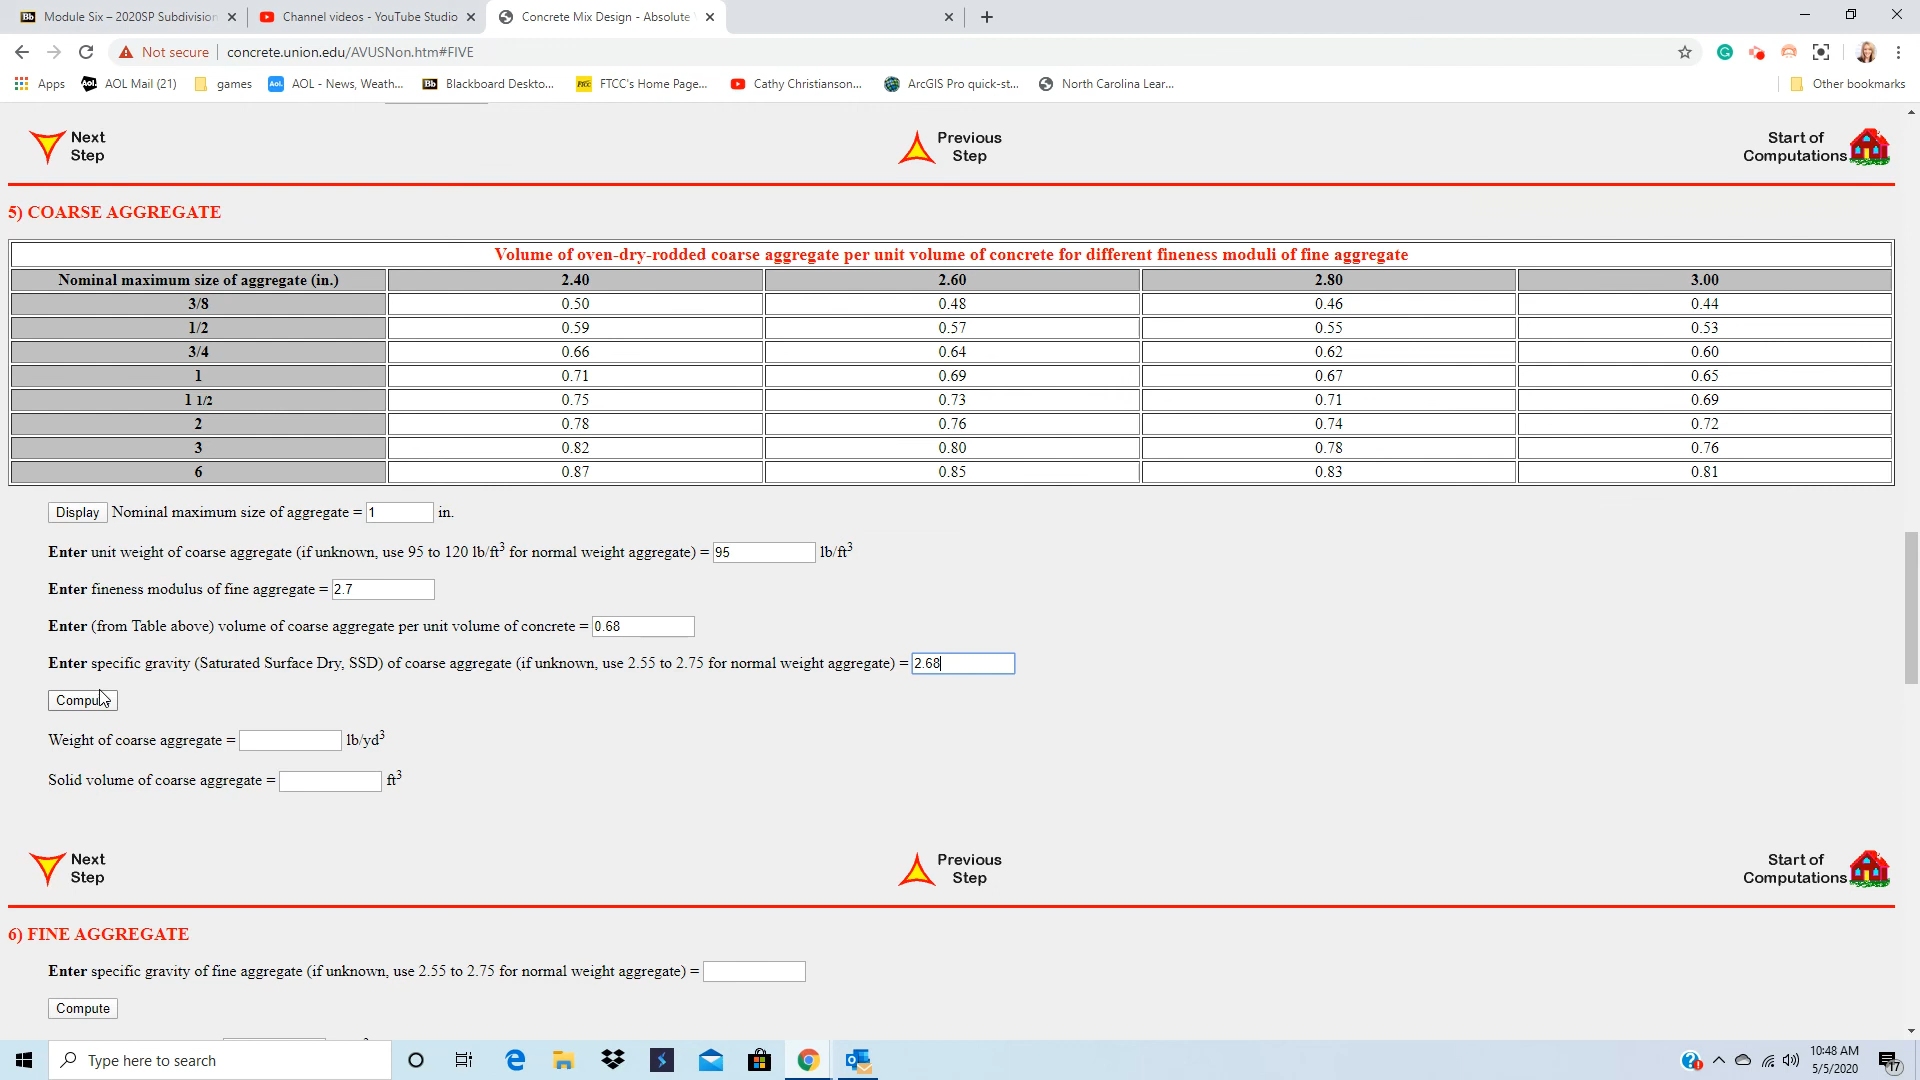 Module Six – 2020SP Subdivision
Channel videos - YouTube Studio
Concrete Mix Design - Absolute
Not secure
concrete.union.edu/AVUSNon.htm#FIVE
Apps
AOL Mail (21)
games
AOL - News, Weath...
Blackboard Deskto...
FTCC's Home Page...
Cathy Christianson...
ArcGIS Pro quick-st...
North Carolina Lear...
Other bookmarks
Next Step
Previous Step
Start of Computations
5) COARSE AGGREGATE
Volume of oven-dry-rodded coarse aggregate per unit volume of concrete for different fineness moduli of fine aggregate
Nominal maximum size of aggregate (in.) 2.40 2.60 2.80 3.00
3/8 0.50 0.48 0.46 0.44
1/2 0.59 0.57 0.55 0.53
3/4 0.66 0.64 0.62 0.60
1 0.71 0.69 0.67 0.65
1 1/2 0.75 0.73 0.71 0.69
2 0.78 0.76 0.74 0.72
3 0.82 0.80 0.78 0.76
6 0.87 0.85 0.83 0.81
Display Nominal maximum size of aggregate = 1 in.
Enter unit weight of coarse aggregate (if unknown, use 95 to 120 lb/ft3 for normal weight aggregate) = 95 lb/ft3
Enter fineness modulus of fine aggregate = 2.7
Enter (from Table above) volume of coarse aggregate per unit volume of concrete = 0.68
Enter specific gravity (Saturated Surface Dry, SSD) of coarse aggregate (if unknown, use 2.55 to 2.75 for normal weight aggregate) = 2.68
Compute
Weight of coarse aggregate = lb/yd3
Solid volume of coarse aggregate = ft3
Next Step
Previous Step
Start of Computations
6) FINE AGGREGATE
Enter specific gravity of fine aggregate (if unknown, use 2.55 to 2.75 for normal weight aggregate) =
Compute
Type here to search
10:48 AM
5/5/2020
17